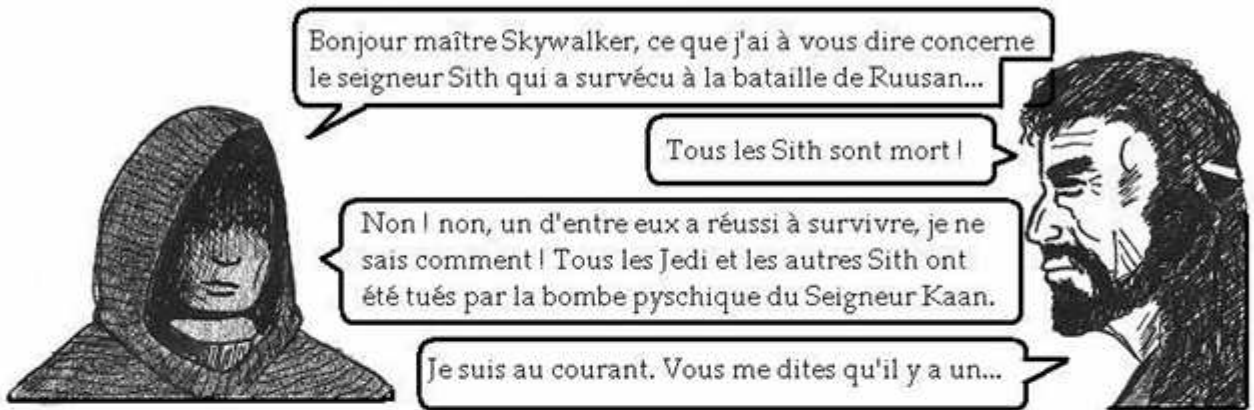 Bonjour maître Skywalker, ce que j'ai à vous dire concerne
le seigneur Sith qui a survécu à la bataille de Ruusan...
Tous les Sith sont mort !
Non ! non, un d'entre eux a réussi à survivre, je ne
sais comment ! Tous les Jedi et les autres Sith ont
été tués par la bombe pyschique du Seigneur Kaan.
Je suis au courant. Vous me dites qu'il y a un...